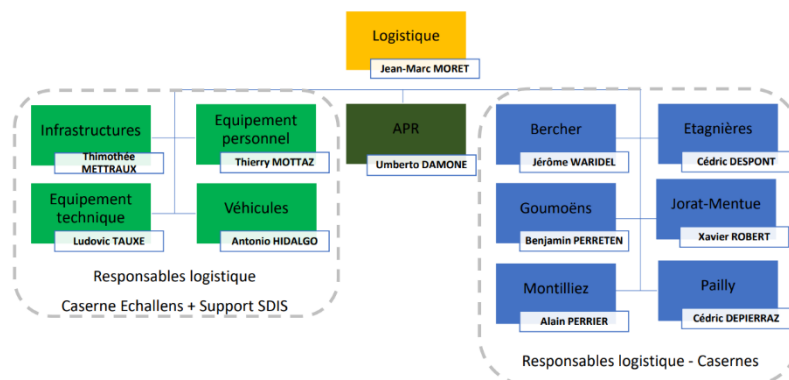 Logistique
Jean-Marc MORET
Infrastructures
Thimothée
METTRAUX
Equipement
personnel
Thierry MOTTAZ
Equipement
technique
Ludovic TAUXE
Véhicules
Antonio HIDALGO
Responsables logistique
Caserne Echallens + Support SDIS
APR
Umberto DAMONE
Bercher
Jérôme WARIDEL
Etagnières
Cédric DESPONT
Goumoëns
Benjamin PERRETEN
Jorat-Mentue
Xavier ROBERT
Montilliez
Alain PERRIER
Pailly
Cédric DEPIERRAZ
Responsables logistique - Casernes